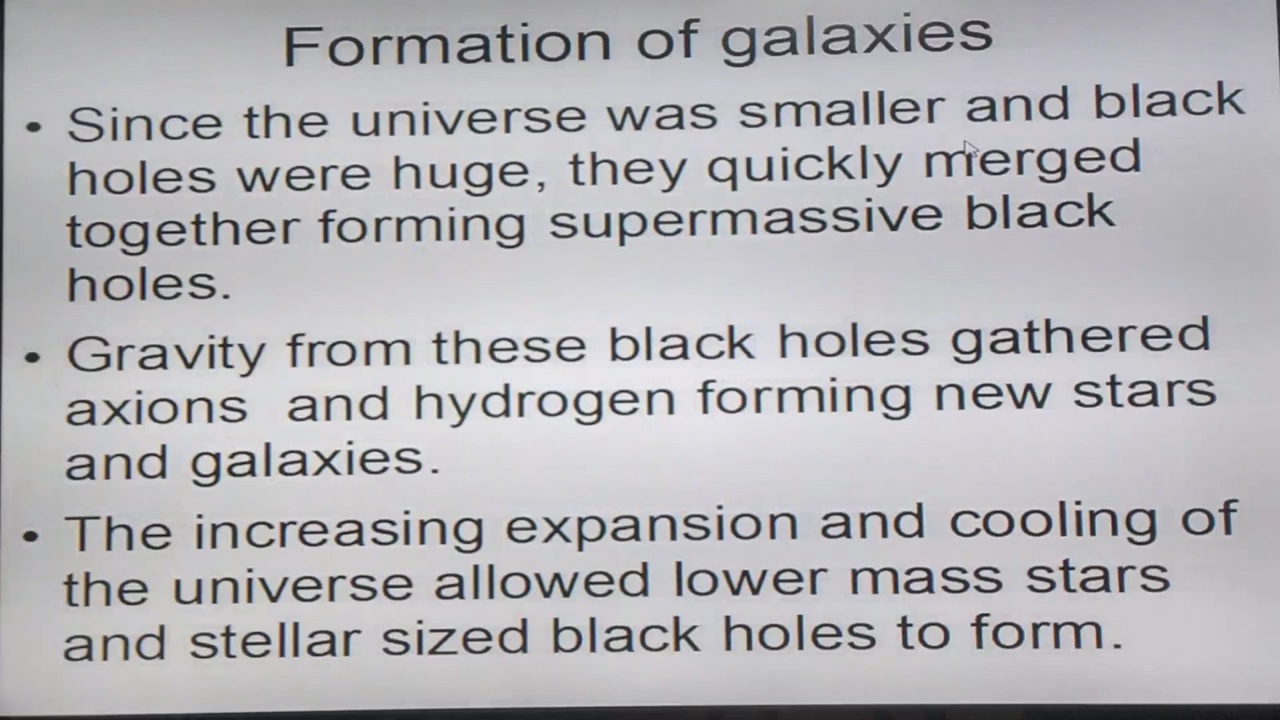 Formation of galaxies
• Since the universe was smaller and black
holes were huge, they quickly merged
together forming supermassive black
holes.
• Gravity from these black holes gathered
axions and hydrogen forming new stars
and galaxies.
• The increasing expansion and cooling of
the universe allowed lower mass stars
and stellar sized black holes to form.